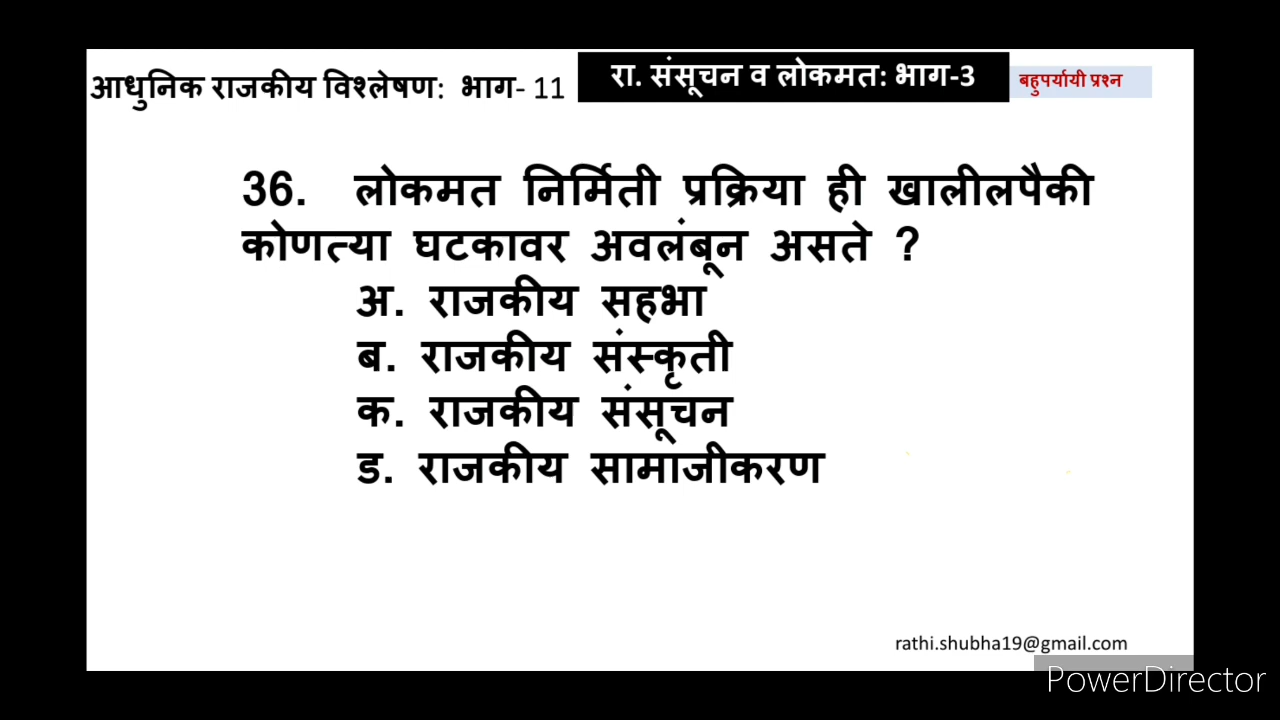 आधुनिक राजकीय विश्लेषण: भाग- 11
रा. संसूचन व लोकमत: भाग-3
बहुपर्यायी प्रश्न
36. लोकमत निर्मिती प्रक्रिया ही खालीलपैकी
कोणत्या घटकावर अवलंबून असते ?
अ. राजकीय सहभा
ब. राजकीय संस्कृती
क. राजकीय संसूचन
ड. राजकीय सामाजीकरण
rathi.shubha19@gmail.com
PowerDirector